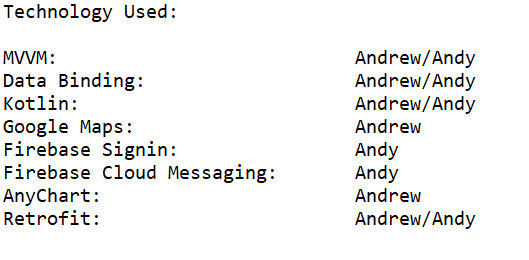 Technology Used:
MVVM: Andrew/Andy
Data Binding: Andrew/Andy
Kotlin: Andrew/Andy
Google Maps: Andrew
Firebase Signin: Andy
Firebase Cloud Messaging: Andy
AnyChart: Andrew
Retrofit: Andrew/Andy